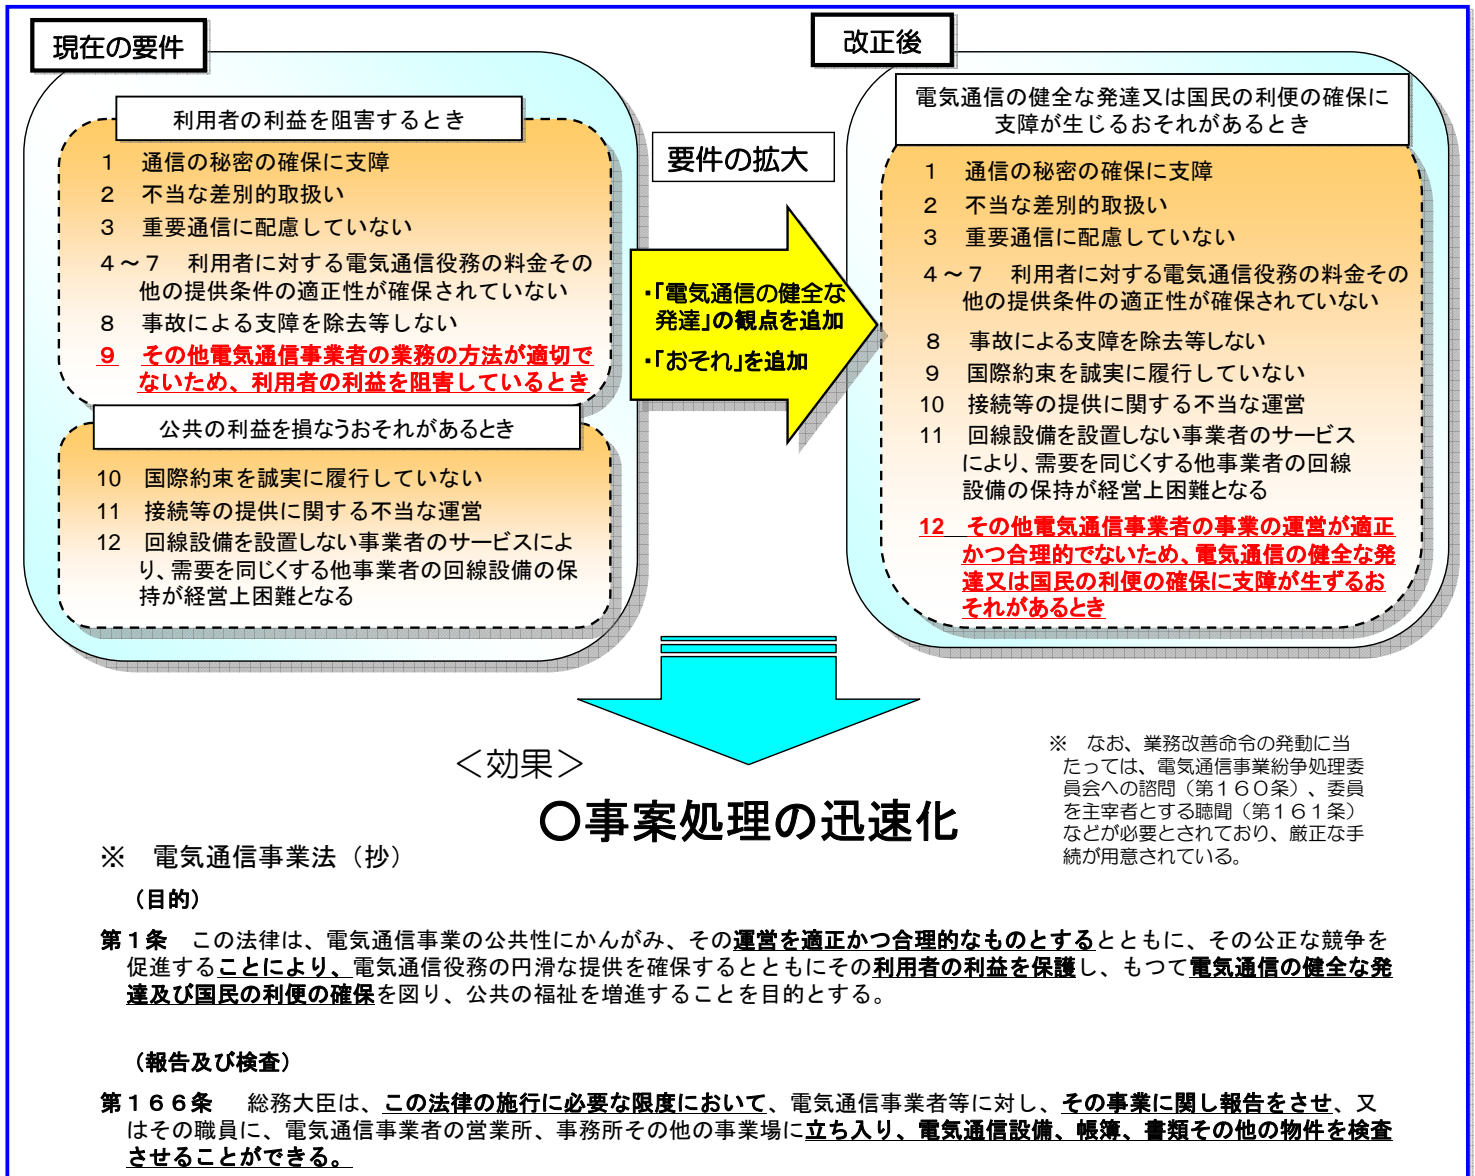 現在の要件
利用者の利益を阻害するとき
１　通信の秘密の確保に支障
２　不当な差別的取扱い
３　重要通信に配慮していない
４～７　利用者に対する電気通信役務の料金その
他の提供条件の適正性が確保されていない
８　事故による支障を除去等しない
９　その他電気通信事業者の業務の方法が適切で
ないため、利用者の利益を阻害しているとき
公共の利益を損なうおそれがあるとき
10　国際約束を誠実に履行していない
11　接続等の提供に関する不当な運営
12　回線設備を設置しない事業者のサービスによ
り、需要を同じくする他事業者の回線設備の保
持が経営上困難となる
要件の拡大
・「電気通信の健全な
発達」の観点を追加
・「おそれ」を追加
改正後
電気通信の健全な発達又は国民の利便の確保に
支障が生じるおそれがあるとき
１　通信の秘密の確保に支障
２　不当な差別的取扱い
３　重要通信に配慮していない
４～７　利用者に対する電気通信役務の料金その
他の提供条件の適正性が確保されていない
８　事故による支障を除去等しない
９　国際約束を誠実に履行していない
10　接続等の提供に関する不当な運営
11　回線設備を設置しない事業者のサービス
により、需要を同じくする他事業者の回線
設備の保持が経営上困難となる
12　その他電気通信事業者の事業の運営が適正
かつ合理的でないため、電気通信の健全な発
達又は国民の利便の確保に支障が生ずるお
それがあるとき
＜効果＞
〇事案処理の迅速化
※　なお、業務改善命令の発動に当
たっては、電気通信事業紛争処理委
員会への諮問（第１６０条）、委員
を主宰者とする聴聞（第１６１条）
などが必要とされており、厳正な手
続が用意されている。
※　電気通信事業法（抄）
（目的）
第１条　この法律は、電気通信事業の公共性にかんがみ、その運営を適正かつ合理的なものとするとともに、その公正な競争を
促進することにより、電気通信役務の円滑な提供を確保するとともにその利用者の利益を保護し、もつて電気通信の健全な発
達及び国民の利便の確保を図り、公共の福祉を増進することを目的とする。
（報告及び検査）
第１６６条　総務大臣は、この法律の施行に必要な限度において、電気通信事業者等に対し、その事業に関し報告をさせ、又
はその職員に、電気通信事業者の営業所、事務所その他の事業場に立ち入り、電気通信設備、帳簿、書類その他の物件を検査
させることができる。